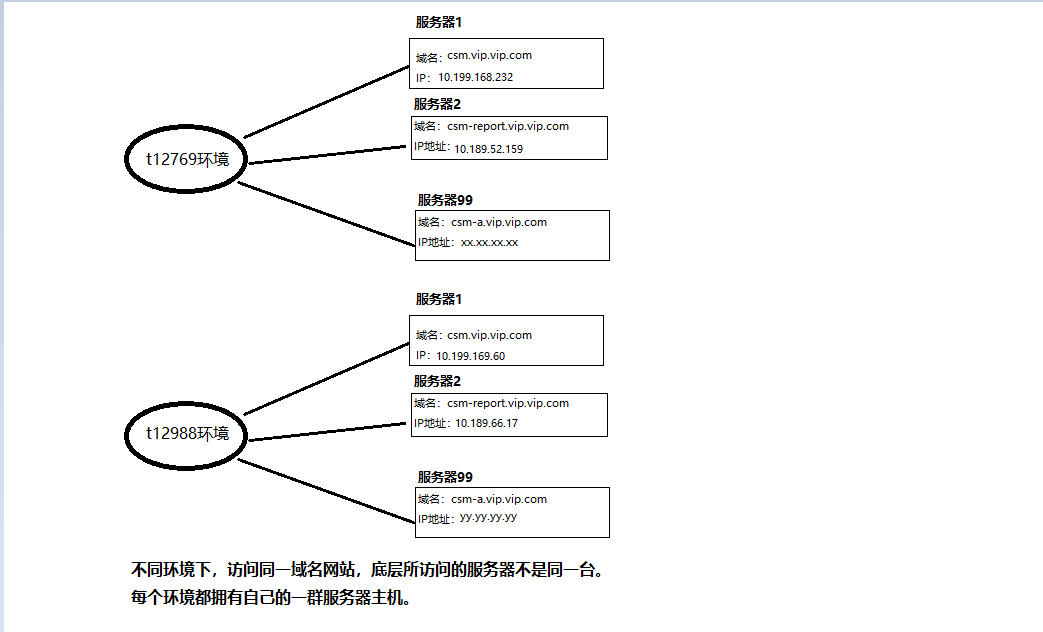 服务器1
域名：csm.vip.vip.com
IP：10.199.168.232
服务器2
域名：csm-report.vip.vip.com
IP地址：10.189.52.159
t12769环境
服务器99
域名：csm-a.vip.vip.com
IP地址：xx.xx.xx.xx
服务器1
域名：csm.vip.vip.com
IP：10.199.169.60
服务器2
域名：csm-report.vip.vip.com
IP地址：10.189.66.17
t12988环境
服务器99
域名：csm-a.vip.vip.com
IP地址：yy.yy.yy.yy
不同环境下，访问同一域名网站，底层所访问的服务器不是同一台。
每个环境都拥有自己的一群服务器主机。